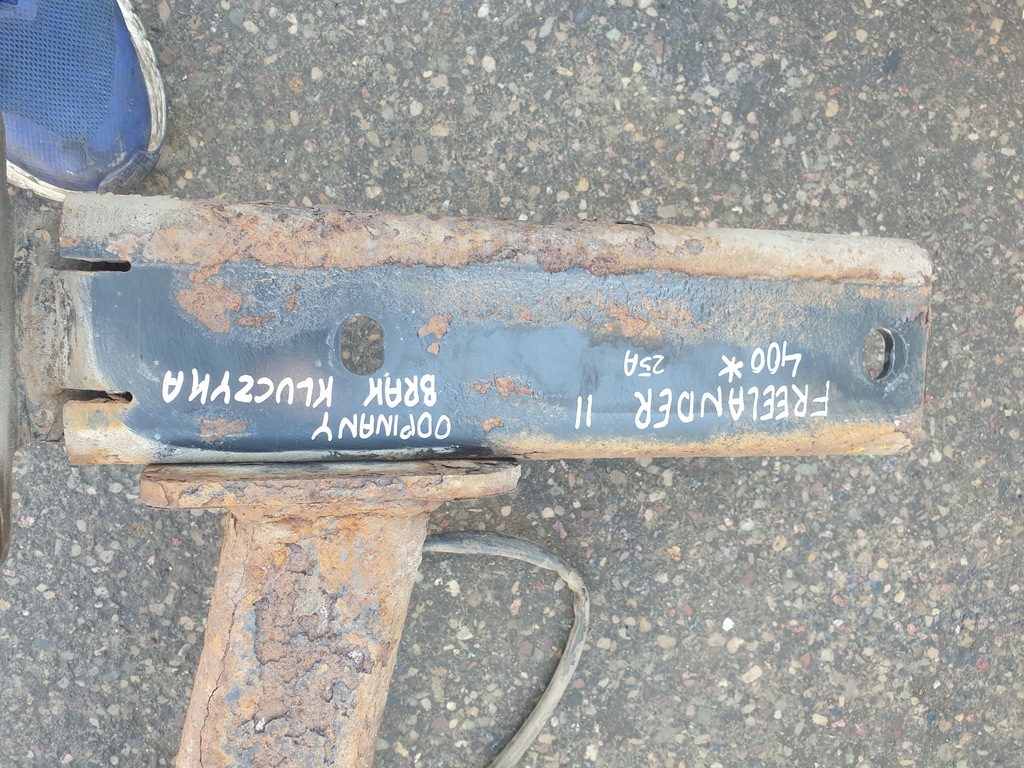 FREELANDER II
400* 25A
ODPINANY
BRAK KLUCZYKA